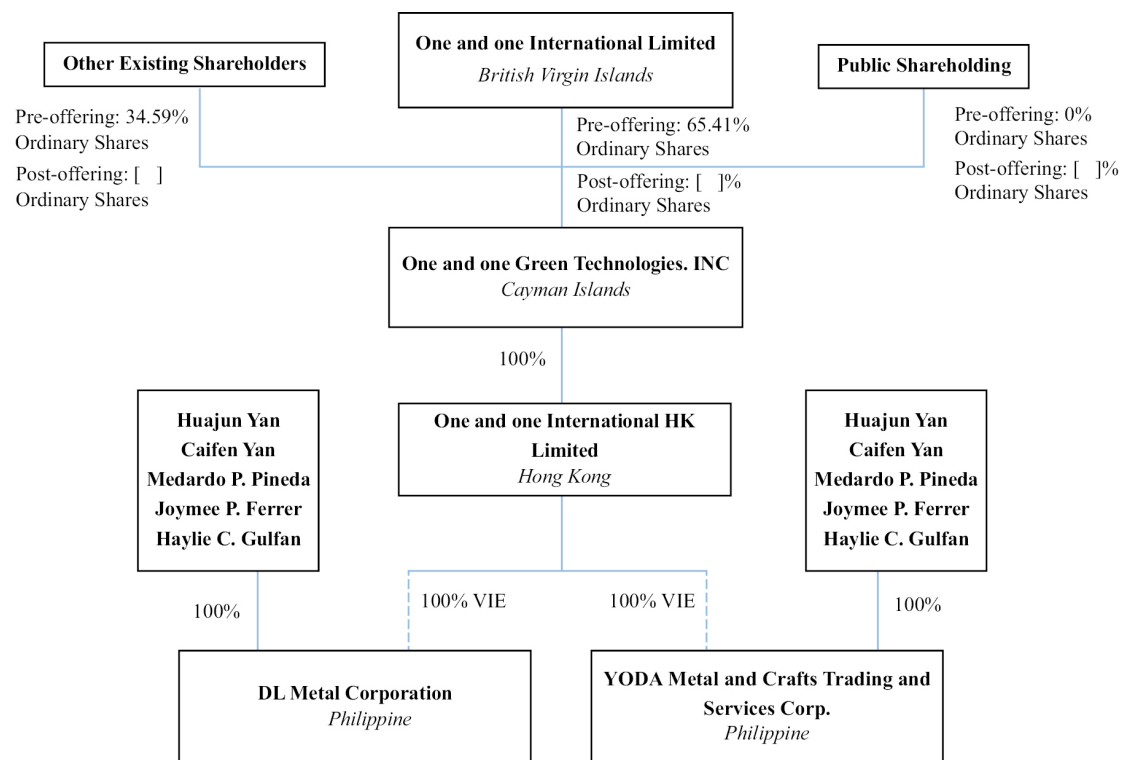 One and one International Limited
British Virgin Islands
Other Existing Shareholders
Public Shareholding
Pre-offering: 34.59%
Ordinary Shares
Post-offering: [ ]
Ordinary Shares
Pre-offering: 65.41%
Ordinary Shares
Post-offering: [ ]%
Ordinary Shares
Pre-offering: 0%
Ordinary Shares
Post-offering: [ ]%
Ordinary Shares
One and one Green Technologies. INC
Cayman Islands
100%
Huajun Yan
Caifen Yan
Medardo P. Pineda
Joymee P. Ferrer
Haylie C. Gulfan
One and one International HK
Limited
Hong Kong
Huajun Yan
Caifen Yan
Medardo P. Pineda
Joymee P. Ferrer
Haylie C. Gulfan
100%
100% VIE
100% VIE
100%
DL Metal Corporation
Philippine
YODA Metal and Crafts Trading and
Services Corp.
Philippine